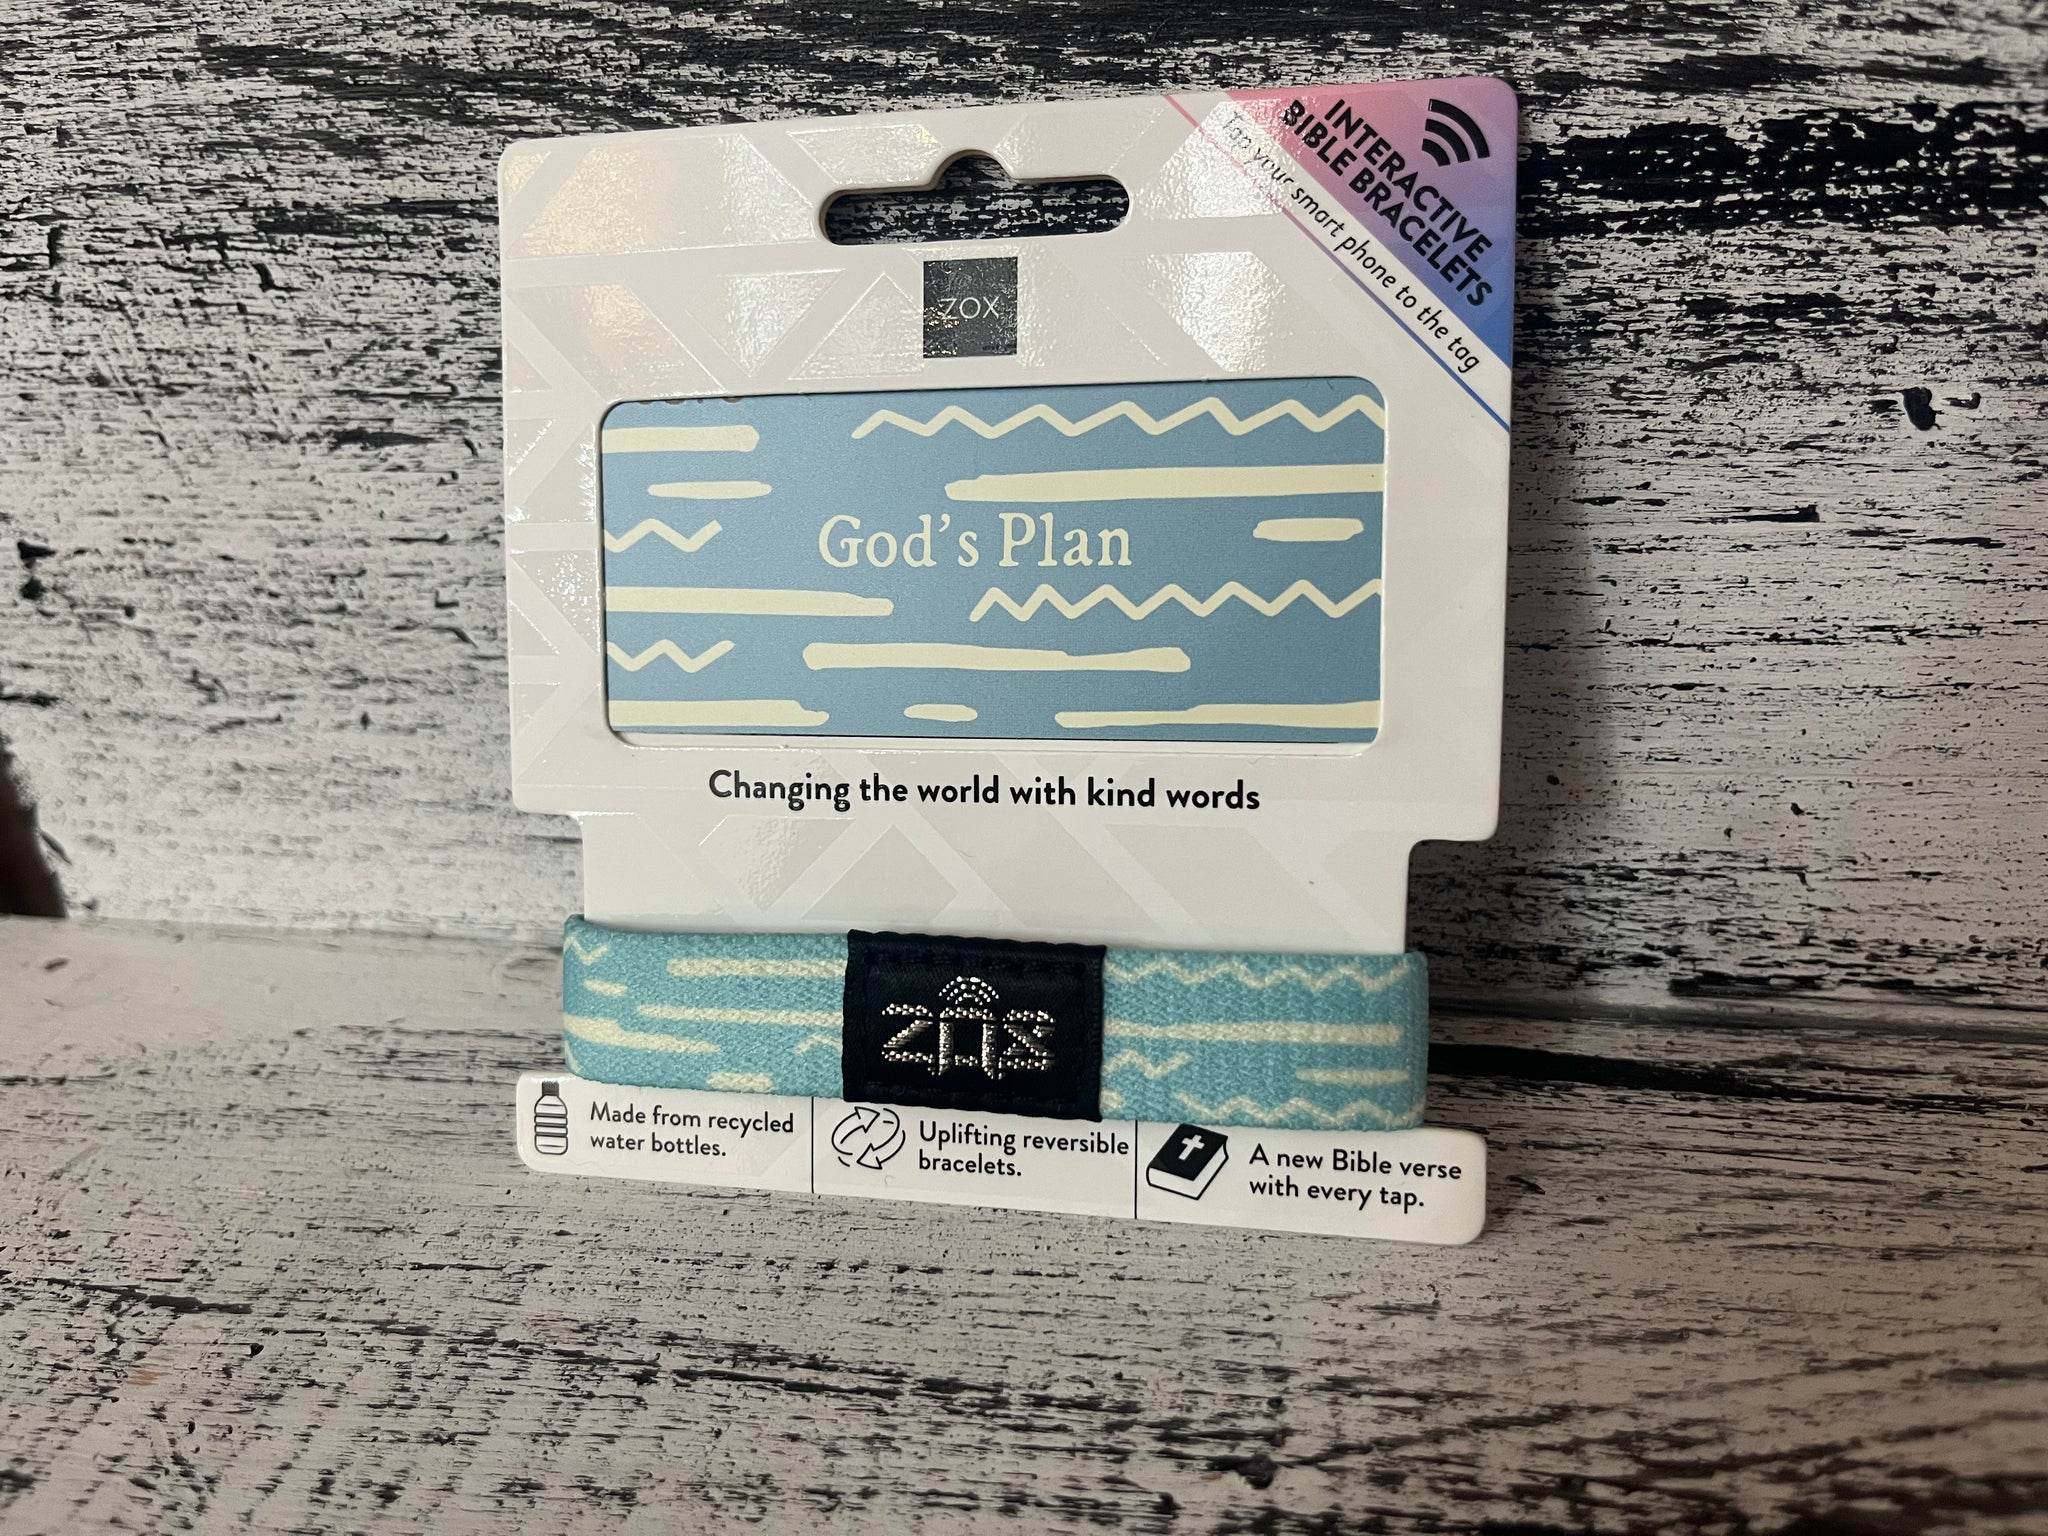 INTERACTIVE
BIBLE BRACELETS
Tap your smart phone to the tag
ZOX
God's Plan
Changing the world with kind words
ZOX
Made from recycled
water bottles.
Uplifting reversible
bracelets.
A new Bible verse
with every tap.